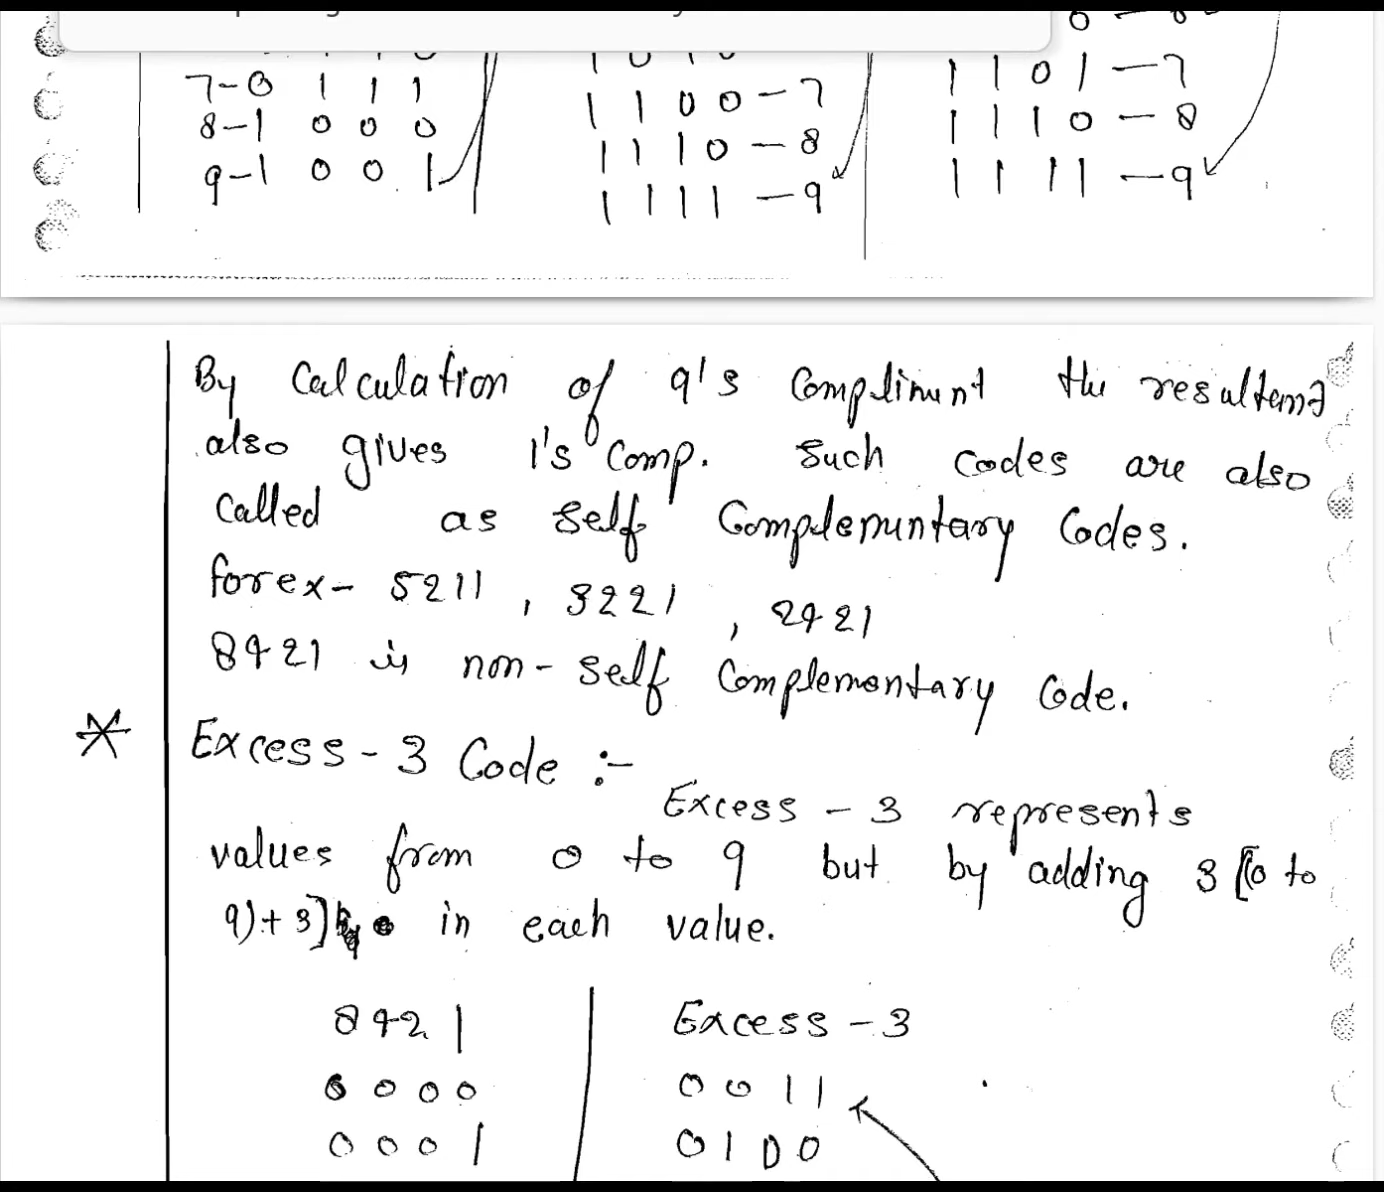 7-0 1 1 1
8-1 0 0 0
9-1 0 0 1
1 1 0 0 - 7
1 1 1 0 - 8
1 1 1 1 - 9
1 1 0 1 - 7
1 1 1 0 - 8
1 1 1 1 - 9
By Calculation of 9's Compliment the resultend
also gives 1's Comp. Such Codes are also
Called as Self Complementary Codes.
for ex- 5211, 3221, 2421
8421 is non-self Complementary Code.
* Excess-3 Code :-
Excess - 3 represents
values from 0 to 9 but by adding 3 [(0 to
9)+3] in each value.
8421 | Excess-3
0000 0011
0001 0100